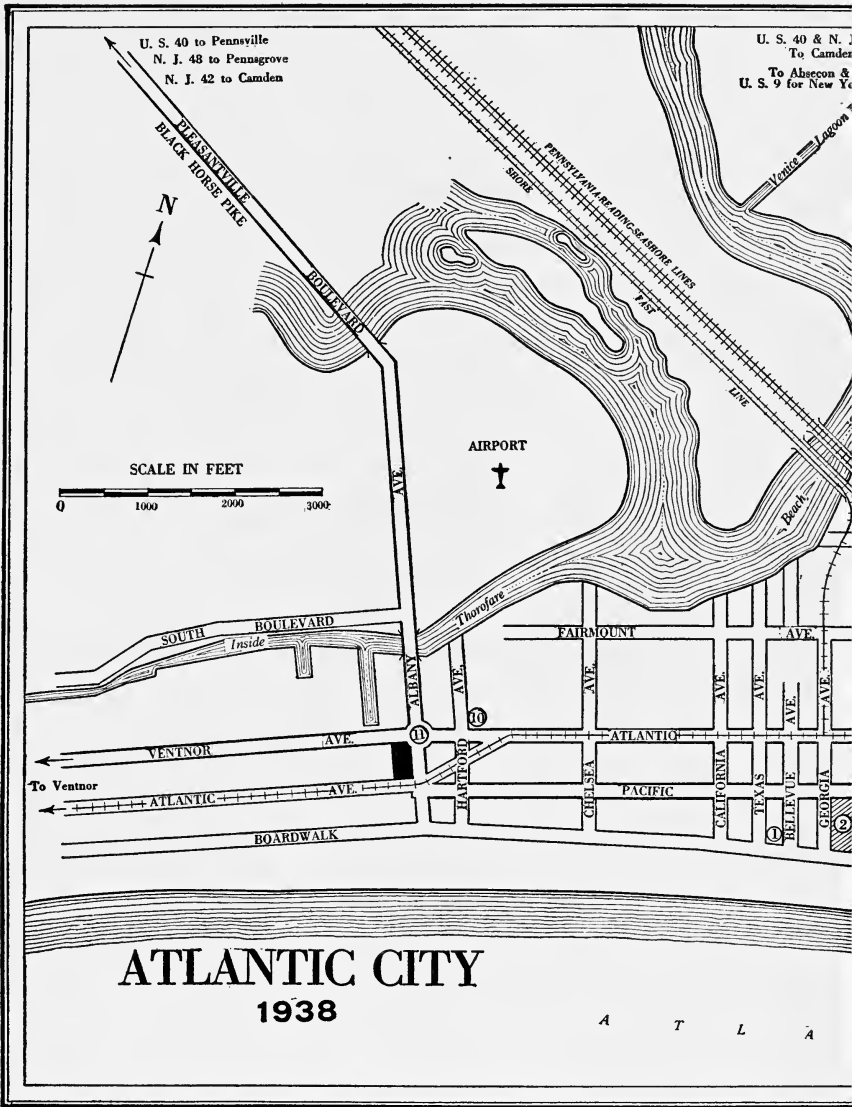 U. S. 40 to Pennsville
N. J. 48 to Pennsgrove
N. J. 42 to Camden
U. S. 40 & N. J
To Camden
To Absecon &
U. S. 9 for New Yo
Venice Lagoon
PLEASANTVILLE
BLACK HORSE PIKE
BOULEVARD
N
PENNSYLVANIA-READING-SEASHORE LINES
SHORE
FAST
LINE
SCALE IN FEET
0 1000 2000 3000
AVE.
AIRPORT
Beach
Thorofare
SOUTH BOULEVARD
Inside
FAIRMOUNT AVE.
ALBANY
AVE.
AVE.
AVE.
AVE.
AVE.
AVE.
10
11
VENTNOR AVE.
ATLANTIC
To Ventnor
ATLANTIC AVE.
HARTFORD
CHELSEA
PACIFIC
CALIFORNIA
TEXAS
BELLEVUE
GEORGIA
1
2
BOARDWALK
ATLANTIC CITY
1938
A T L A